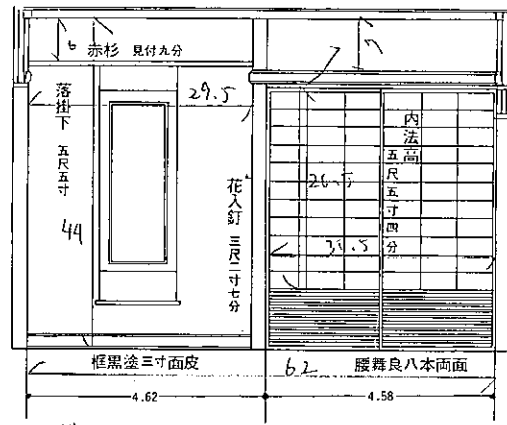 6
赤杉 見付九分
7
29.5
落掛下 五尺五寸
44
花入釘 三尺二寸七分
内法高
五尺五寸四分
26.5
31.5
框黒塗三寸面皮
62
腰舞良八本両面
4.62
4.58